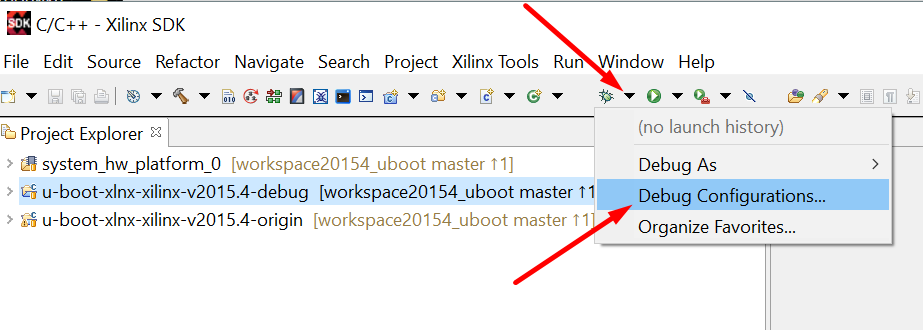 SDK C/C++ - Xilinx SDK
File Edit Source Refactor Navigate Search Project Xilinx Tools Run Window Help
010
Project Explorer
(no launch history)
system_hw_platform_0 [workspace20154_uboot master ↑1]
Debug As
u-boot-xlnx-xilinx-v2015.4-debug [workspace20154_uboot master ↑1
Debug Configurations...
u-boot-xlnx-xilinx-v2015.4-origin [workspace20154_uboot master ↑1]
Organize Favorites...